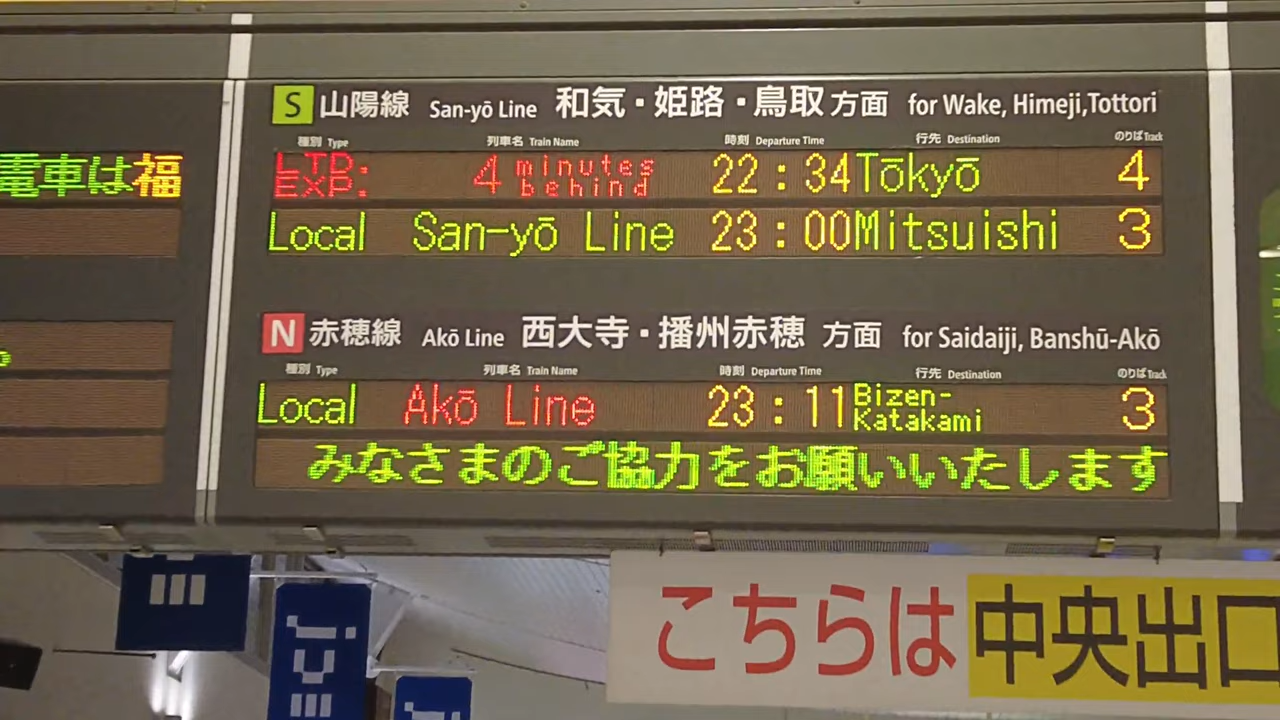 S 山陽線 San-yō Line 和気・姫路・鳥取方面 for Wake, Himeji,Tottori
種別 Type 列車名 Train Name 時刻 Departure Time 行先 Destination のりば Track
LTD. EXP. 4 minutes behind 22:34 Tōkyō 4
Local San-yō Line 23:00 Mitsuishi 3
N 赤穂線 Akō Line 西大寺・播州赤穂 方面 for Saidaiji, Banshū-Akō
種別 Type 列車名 Train Name 時刻 Departure Time 行先 Destination のりば Track
Local Akō Line 23:11 Bizen-Katakami 3
みなさまのご協力をお願いいたします
電車は福
こちらは中央出口